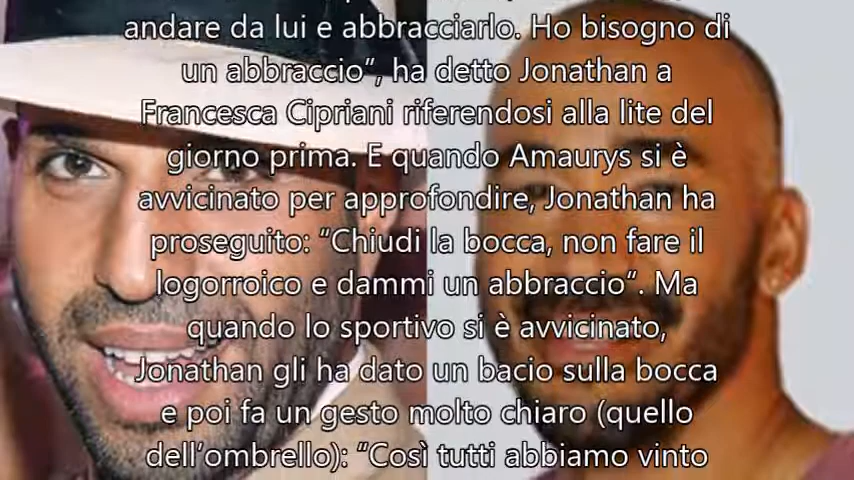 andare da lui e abbracciarlo. Ho bisogno di
un abbraccio”, ha detto Jonathan a
Francesca Cipriani riferendosi alla lite del
giorno prima. E quando Amaurys si è
avvicinato per approfondire, Jonathan ha
proseguito: “Chiudi la bocca, non fare il
logorroico e dammi un abbraccio“. Ma
quando lo sportivo si è avvicinato,
Jonathan gli ha dato un bacio sulla bocca
e poi fa un gesto molto chiaro (quello
dell’ombrello): “Così tutti abbiamo vinto